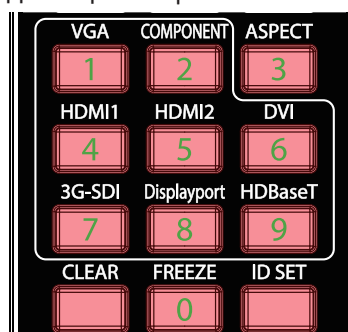 VGA COMPONENT ASPECT
1 2 3
HDMI1 HDMI2 DVI
4 5 6
3G-SDI Displayport HDBaseT
7 8 9
CLEAR FREEZE ID SET
0